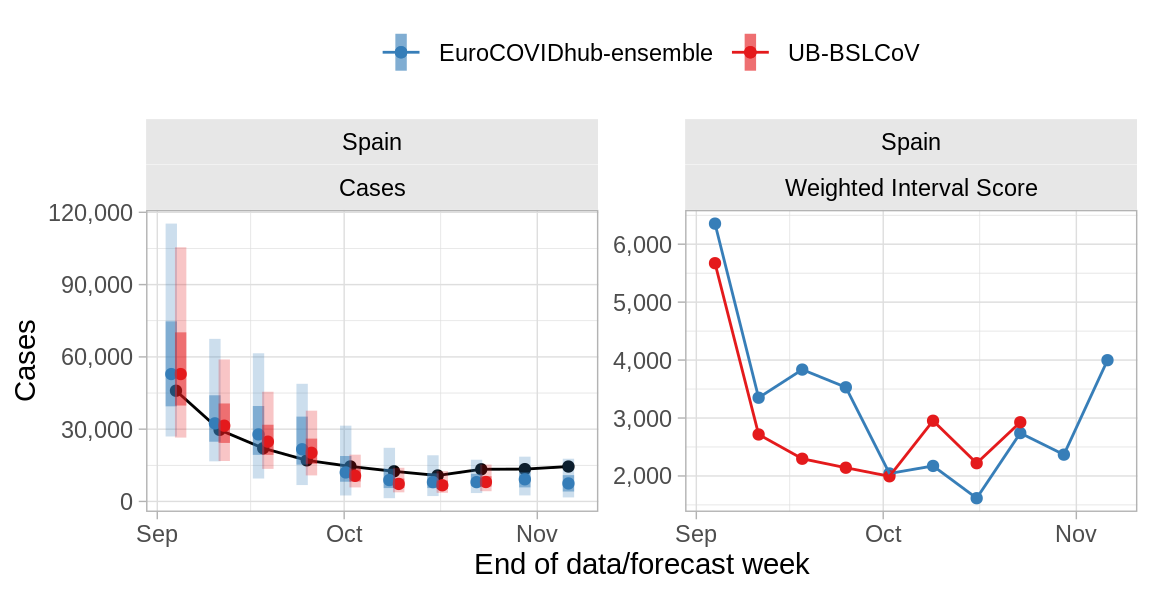 EuroCOVIDhub-ensemble UB-BSLCoV
Spain
Cases
120,000
90,000
60,000
30,000
0
Cases
Sep Oct Nov
Spain
Weighted Interval Score
6,000
5,000
4,000
3,000
2,000
Sep Oct Nov
End of data/forecast week